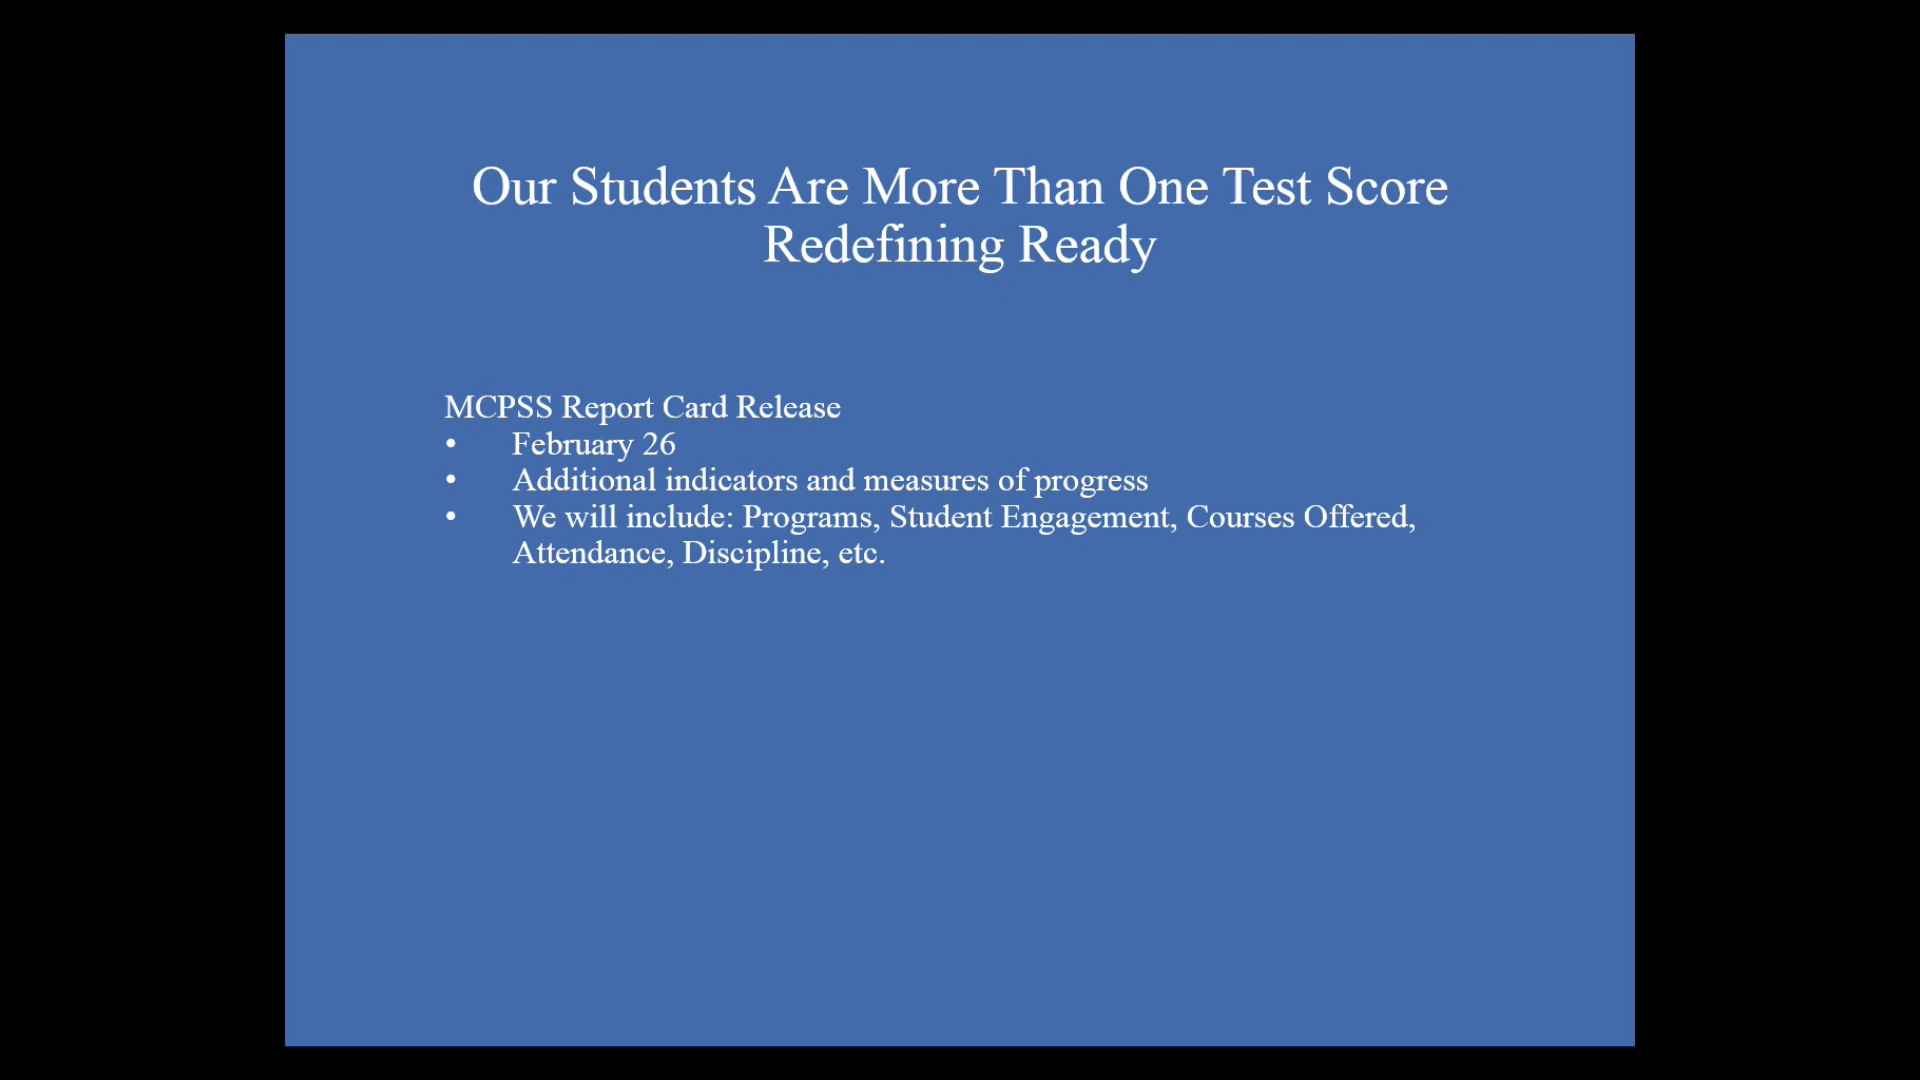 Our Students Are More Than One Test Score
Redefining Ready
MCPSS Report Card Release
• February 26
• Additional indicators and measures of progress
• We will include: Programs, Student Engagement, Courses Offered,
Attendance, Discipline, etc.